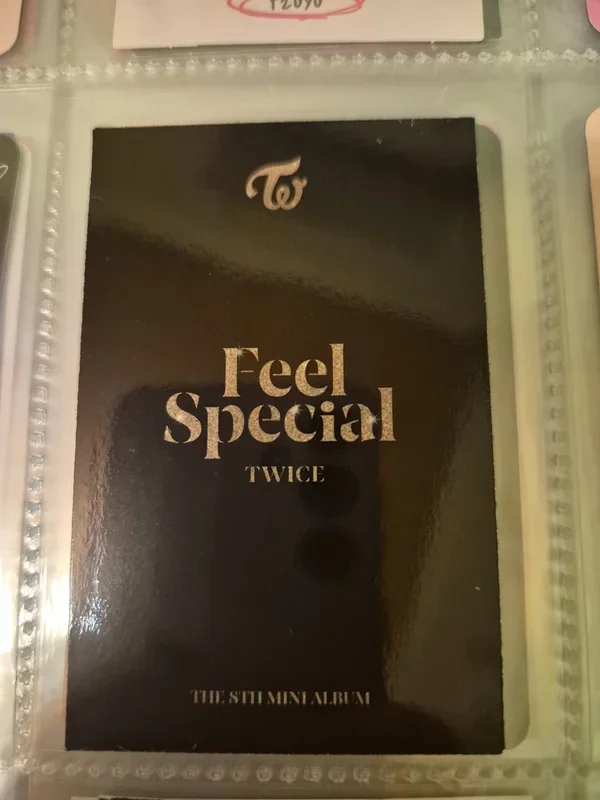 Feel
Special
TWICE
THE 8TH MINI ALBUM